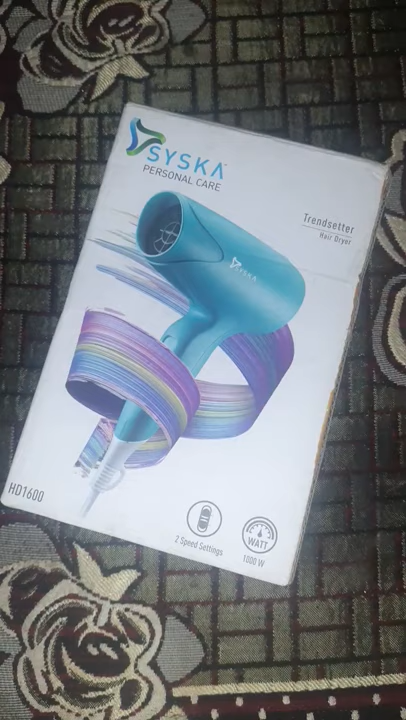 SYSKA
PERSONAL CARE
Trendsetter
Hair Dryer
SYSKA
HD1600
2 Speed Settings
WATT
1000 W